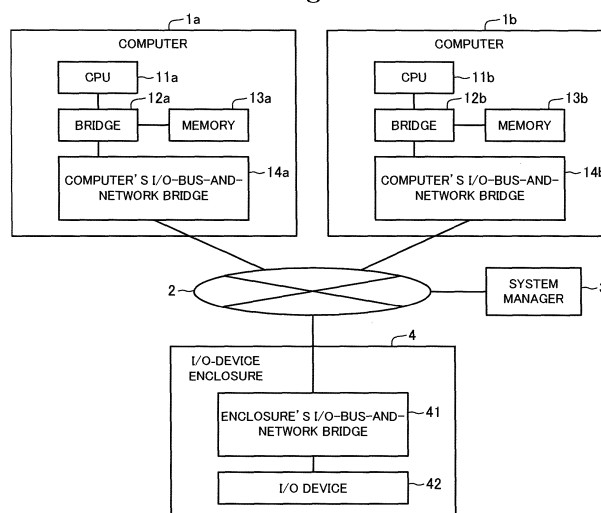 1a
1b
COMPUTER
COMPUTER
CPU
11a
CPU
11b
12a
13a
12b
13b
BRIDGE
MEMORY
BRIDGE
MEMORY
14a
14b
COMPUTER'S I/O-BUS-AND-
NETWORK BRIDGE
COMPUTER'S I/O-BUS-AND-
NETWORK BRIDGE
2
SYSTEM
MANAGER
4
I/O-DEVICE
ENCLOSURE
ENCLOSURE'S I/O-BUS-AND-
NETWORK BRIDGE
41
I/O DEVICE
42